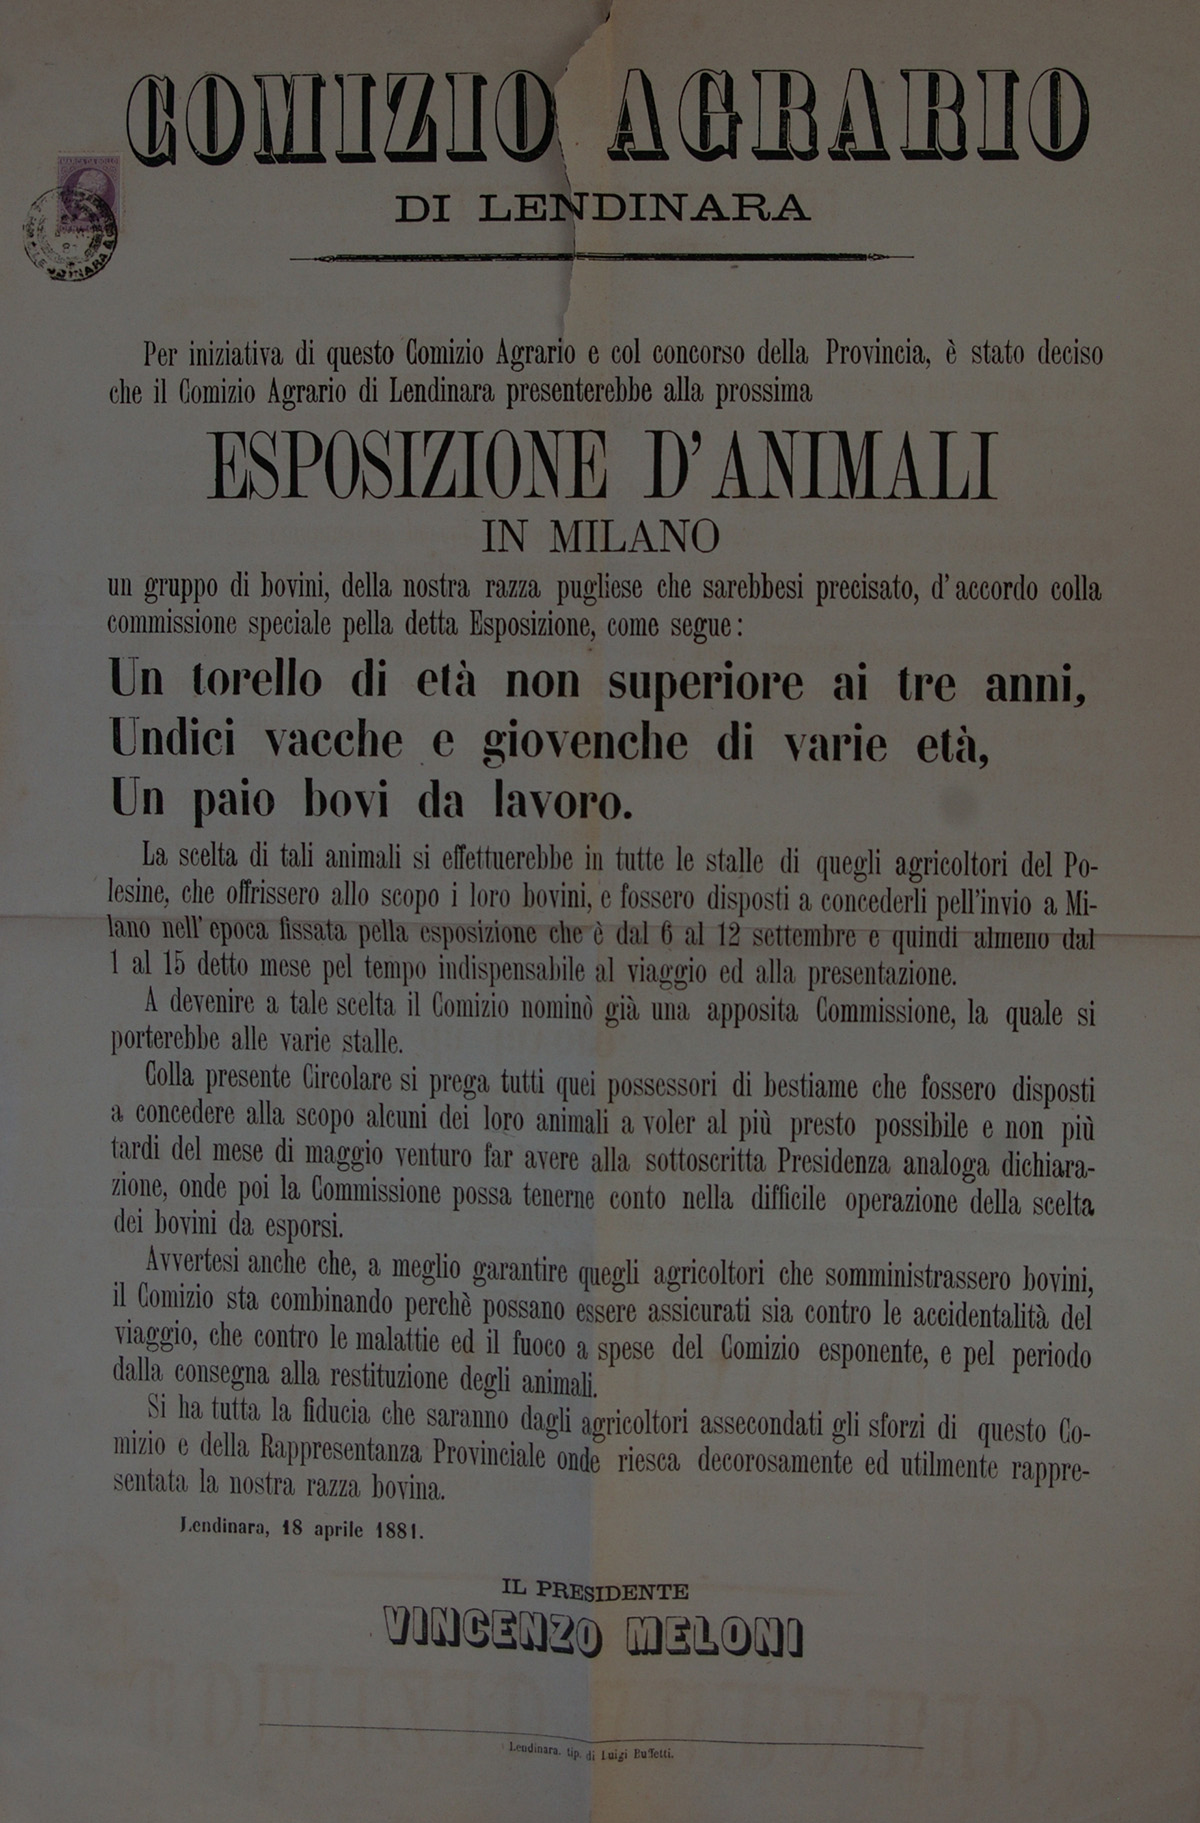 COMIZIO AGRARIO
DI LENDINARA
MARCA DA BOLLO
Per iniziativa di questo Comizio Agrario e col concorso della Provincia, è stato deciso
che il Comizio Agrario di Lendinara presenterebbe alla prossima
ESPOSIZIONE D'ANIMALI
IN MILANO
un gruppo di bovini, della nostra razza pugliese che sarebbesi precisato, d'accordo colla
commissione speciale pella detta Esposizione, come segue:
Un torello di età non superiore ai tre anni,
Undici vacche e giovenche di varie età,
Un paio bovi da lavoro.
La scelta di tali animali si effettuerebbe in tutte le stalle di quegli agricoltori del Po-
lesine, che offrissero allo scopo i loro bovini, e fossero disposti a concederli pell'invio a Mi-
lano nell'epoca fissata pella esposizione che è dal 6 al 12 settembre e quindi almeno dal
1 al 15 detto mese pel tempo indispensabile al viaggio ed alla presentazione.
A devenire a tale scelta il Comizio nominò già una apposita Commissione, la quale si
porterebbe alle varie stalle.
Colla presente Circolare si prega tutti quei possessori di bestiame che fossero disposti
a concedere alla scopo alcuni dei loro animali a voler al più presto possibile e non più
tardi del mese di maggio venturo far avere alla sottoscritta Presidenza analoga dichiara-
zione, onde poi la Commissione possa tenerne conto nella difficile operazione della scelta
dei bovini da esporsi.
Avvertesi anche che, a meglio garantire quegli agricoltori che somministrassero bovini,
il Comizio sta combinando perchè possano essere assicurati sia contro le accidentalità del
viaggio, che contro le malattie ed il fuoco a spese del Comizio esponente, e pel periodo
dalla consegna alla restituzione degli animali.
Si ha tutta la fiducia che saranno dagli agricoltori assecondati gli sforzi di questo Co-
mizio e della Rappresentanza Provinciale onde riesca decorosamente ed utilmente rappre-
sentata la nostra razza bovina.
Lendinara, 18 aprile 1881.
IL PRESIDENTE
VINCENZO MELONI
Lendinara. tip. di Luigi Buffetti.